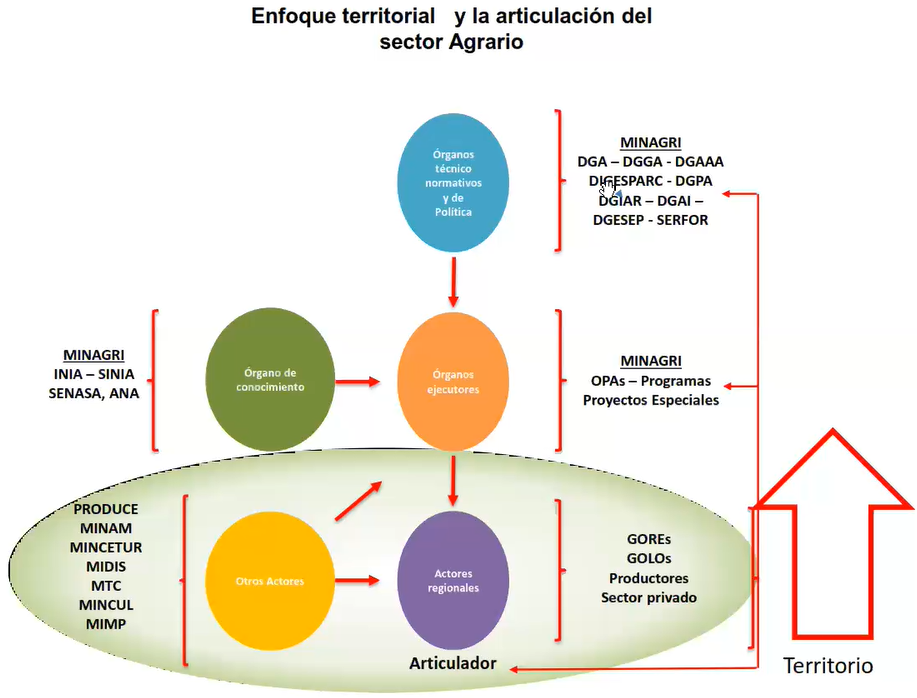 Enfoque territorial y la articulación del
sector Agrario
Órganos
técnico
normativos
y de
Política
MINAGRI
DGA – DGGA - DGAAA
DIGESPARC - DGPA
DGIAR – DGAI –
DGESEP - SERFOR
MINAGRI
INIA – SINIA
SENASA, ANA
Órgano de
conocimiento
Órganos
ejecutores
MINAGRI
OPAs – Programas
Proyectos Especiales
PRODUCE
MINAM
MINCETUR
MIDIS
MTC
MINCUL
MIMP
Otros Actores
Actores
regionales
Articulador
GOREs
GOLOs
Productores
Sector privado
Territorio